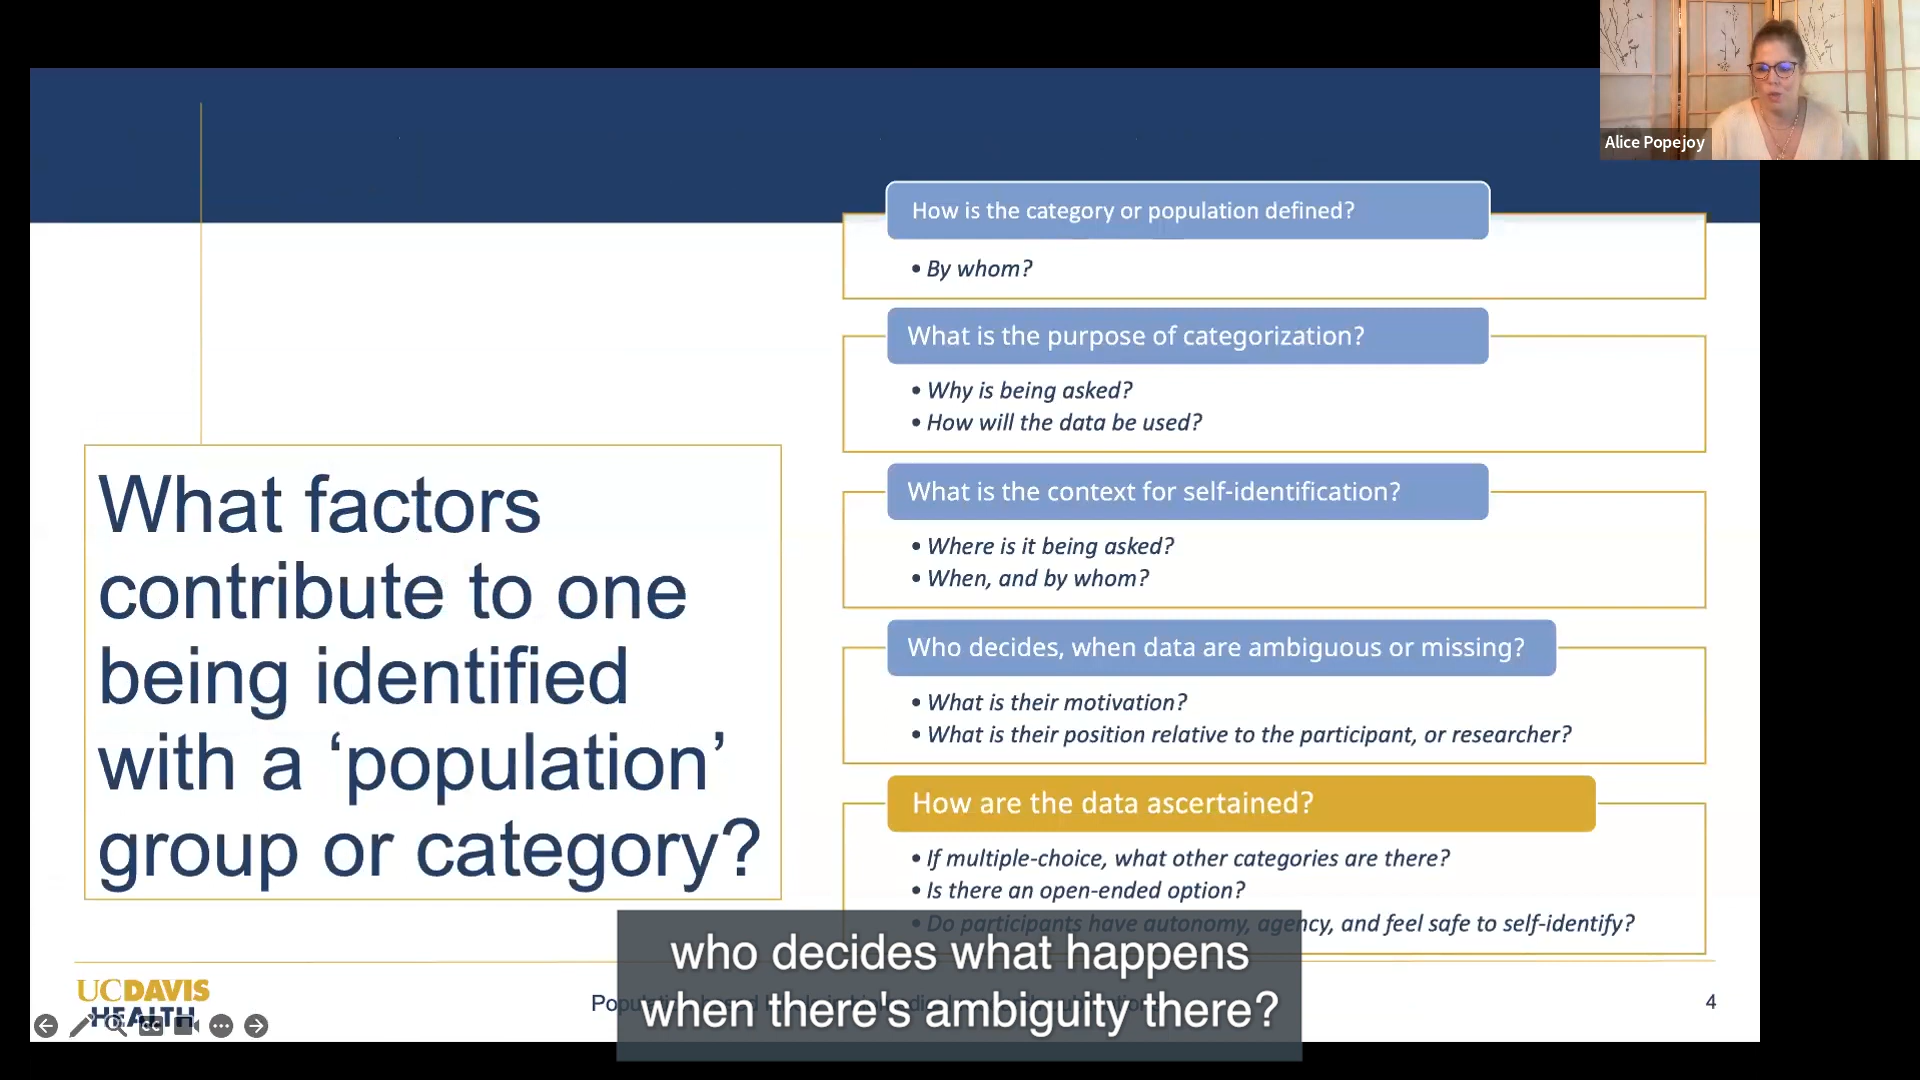 Alice Popejoy
How is the category or population defined?
• By whom?
What is the purpose of categorization?
• Why is being asked?
• How will the data be used?
What is the context for self-identification?
• Where is it being asked?
• When, and by whom?
Who decides, when data are ambiguous or missing?
• What is their motivation?
• What is their position relative to the participant, or researcher?
How are the data ascertained?
• If multiple-choice, what other categories are there?
• Is there an open-ended option?
• Do participants have autonomy, agency, and feel safe to self-identify?
What factors
contribute to one
being identified
with a ‘population’
group or category?
who decides what happens
when there's ambiguity there?
UCDAVIS
HEALTH
4